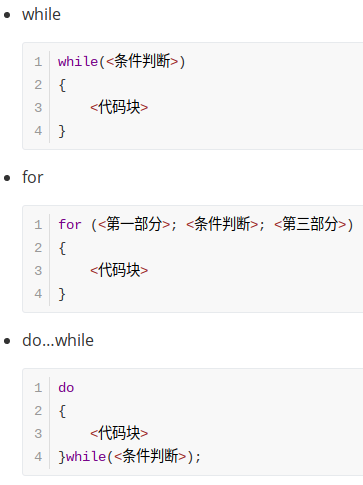 while
1 while(<条件判断>)
2 {
3     <代码块>
4 }
for
1 for (<第一部分>; <条件判断>; <第三部分>)
2 {
3     <代码块>
4 }
do...while
1 do
2 {
3     <代码块>
4 }while(<条件判断>);